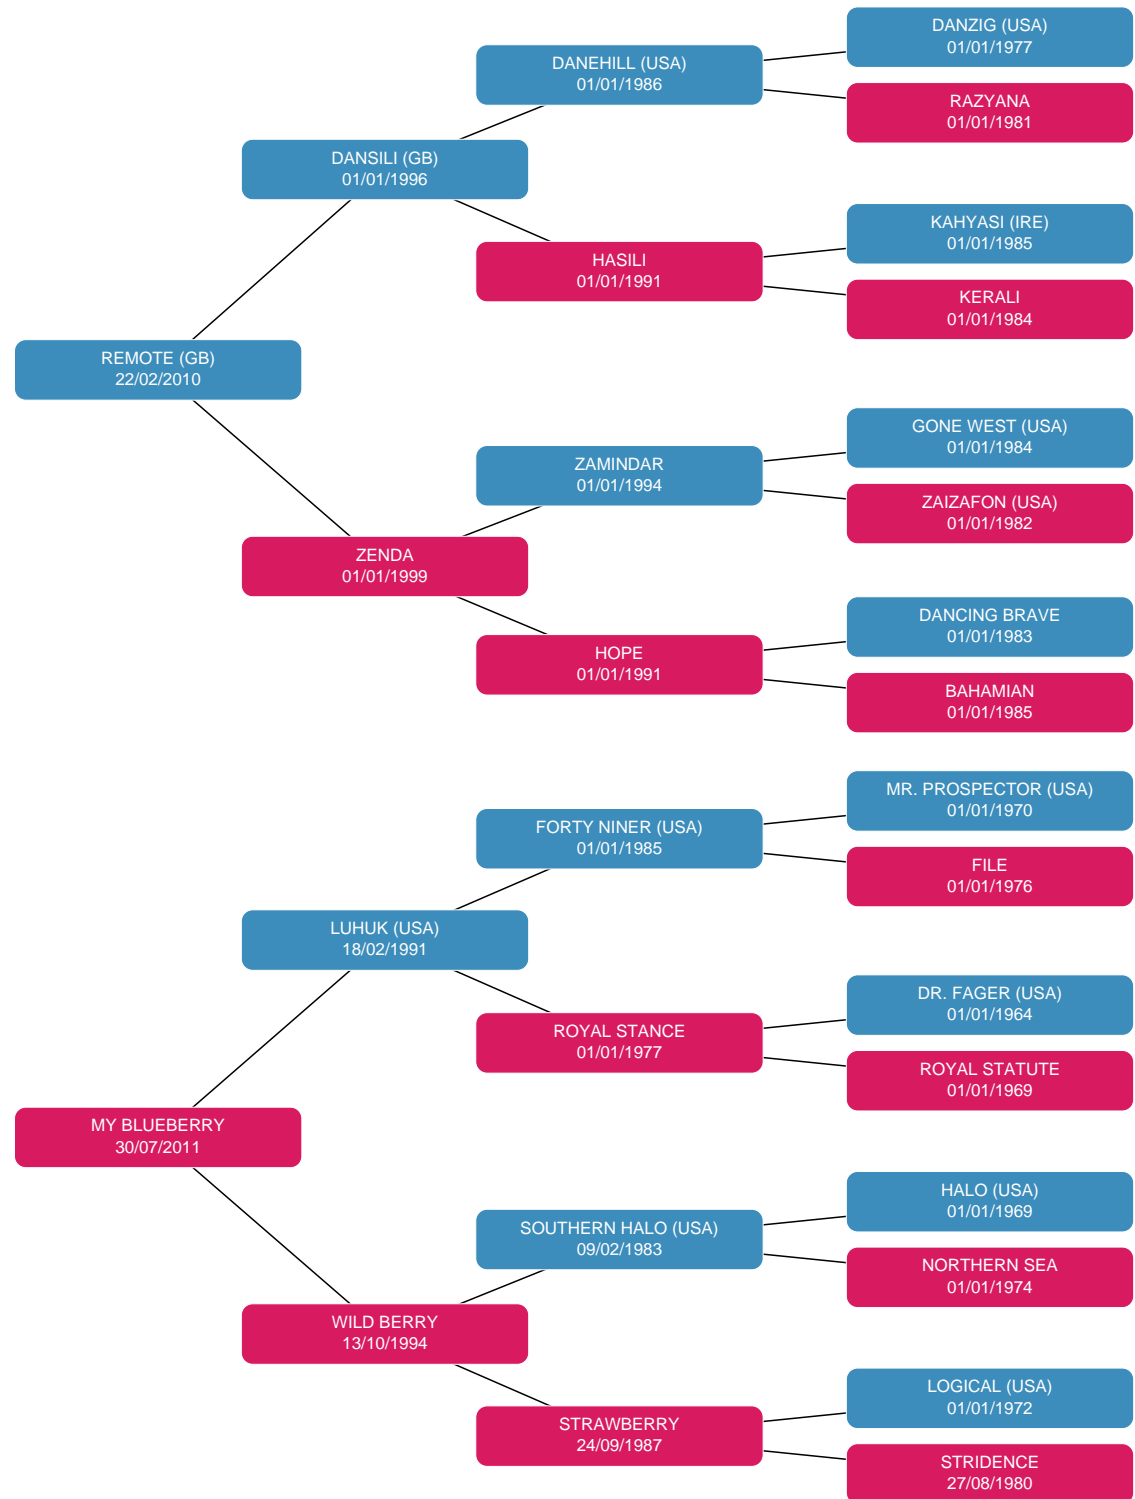 DANZIG (USA)
01/01/1977
DANEHILL (USA)
01/01/1986
RAZYANA
01/01/1981
DANSILI (GB)
01/01/1996
KAHYASI (IRE)
01/01/1985
HASILI
01/01/1991
KERALI
01/01/1984
REMOTE (GB)
22/02/2010
GONE WEST (USA)
01/01/1984
ZAMINDAR
01/01/1994
ZAIZAFON (USA)
01/01/1982
ZENDA
01/01/1999
DANCING BRAVE
01/01/1983
HOPE
01/01/1991
BAHAMIAN
01/01/1985
MR. PROSPECTOR (USA)
01/01/1970
FORTY NINER (USA)
01/01/1985
FILE
01/01/1976
LUHUK (USA)
18/02/1991
DR. FAGER (USA)
01/01/1964
ROYAL STANCE
01/01/1977
ROYAL STATUTE
01/01/1969
MY BLUEBERRY
30/07/2011
HALO (USA)
01/01/1969
SOUTHERN HALO (USA)
09/02/1983
NORTHERN SEA
01/01/1974
WILD BERRY
13/10/1994
LOGICAL (USA)
01/01/1972
STRAWBERRY
24/09/1987
STRIDENCE
27/08/1980